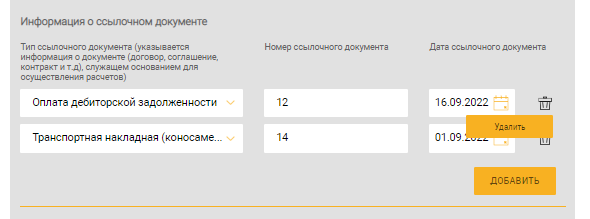 Информация о ссылочном документе
Тип ссылочного документа (указывается
информация о документе (договор, соглашение,
контракт и т.д), служащем основанием для
осуществления расчетов)
Номер ссылочного документа
Дата ссылочного документа
Оплата дебиторской задолженности
12
16.09.2022
Удалить
Транспортная накладная (коносаме...
14
01.09.2022
ДОБАВИТЬ